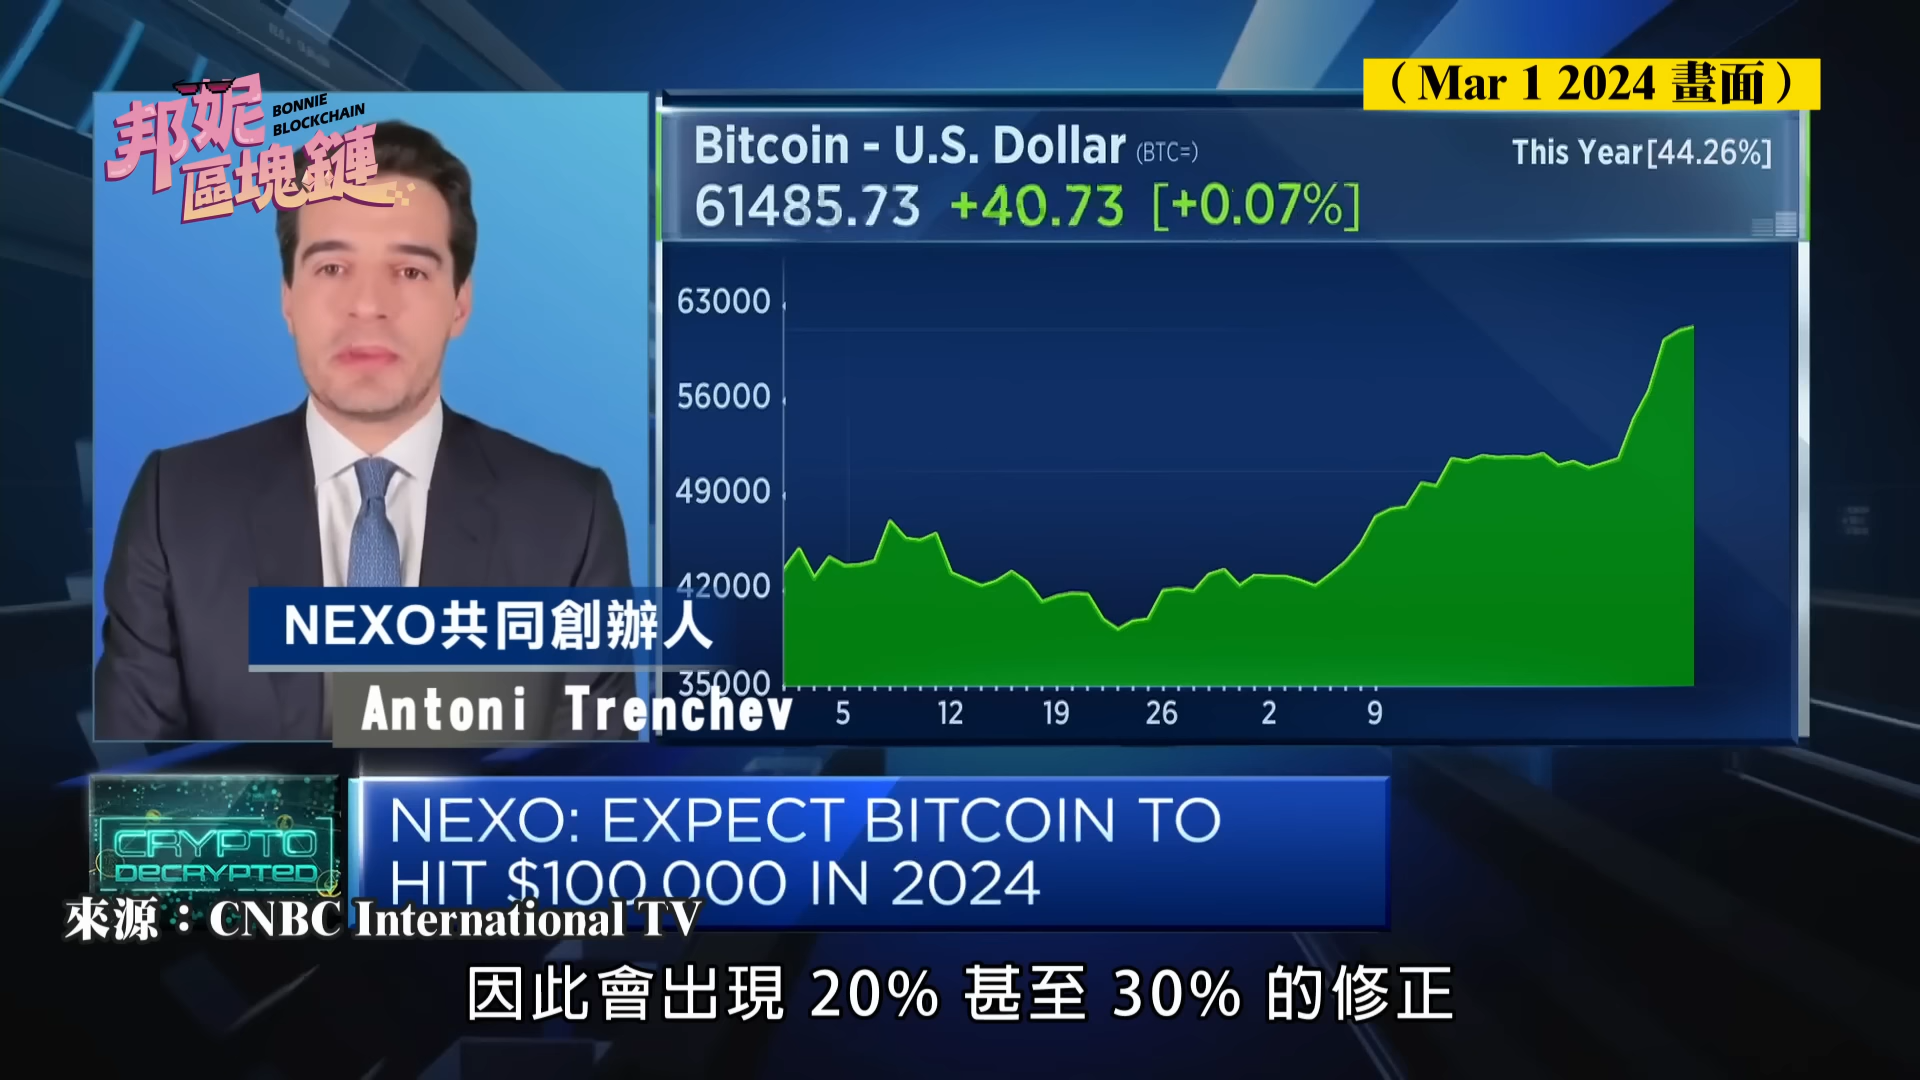 邦妮
區塊鏈
BONNIE
BLOCKCHAIN
（Mar 1 2024 畫面）
Bitcoin - U.S. Dollar (BTC=)
This Year[44.26%]
61485.73 +40.73 [+0.07%]
63000
56000
49000
42000
35000
5 12 19 26 2 9
NEXO共同創辦人
Antoni Trenchev
CRYPTO
DECRYPTED
NEXO: EXPECT BITCOIN TO
HIT $100,000 IN 2024
來源：CNBC International TV
因此會出現 20% 甚至 30% 的修正